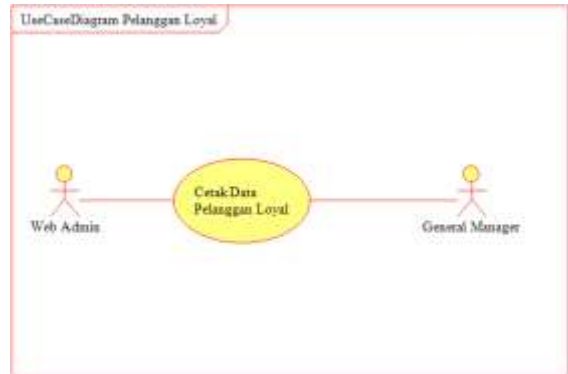 UseCaseDiagram Pelanggan Loyal
Cetak Data
Pelanggan Loyal
Web Admin
General Manager